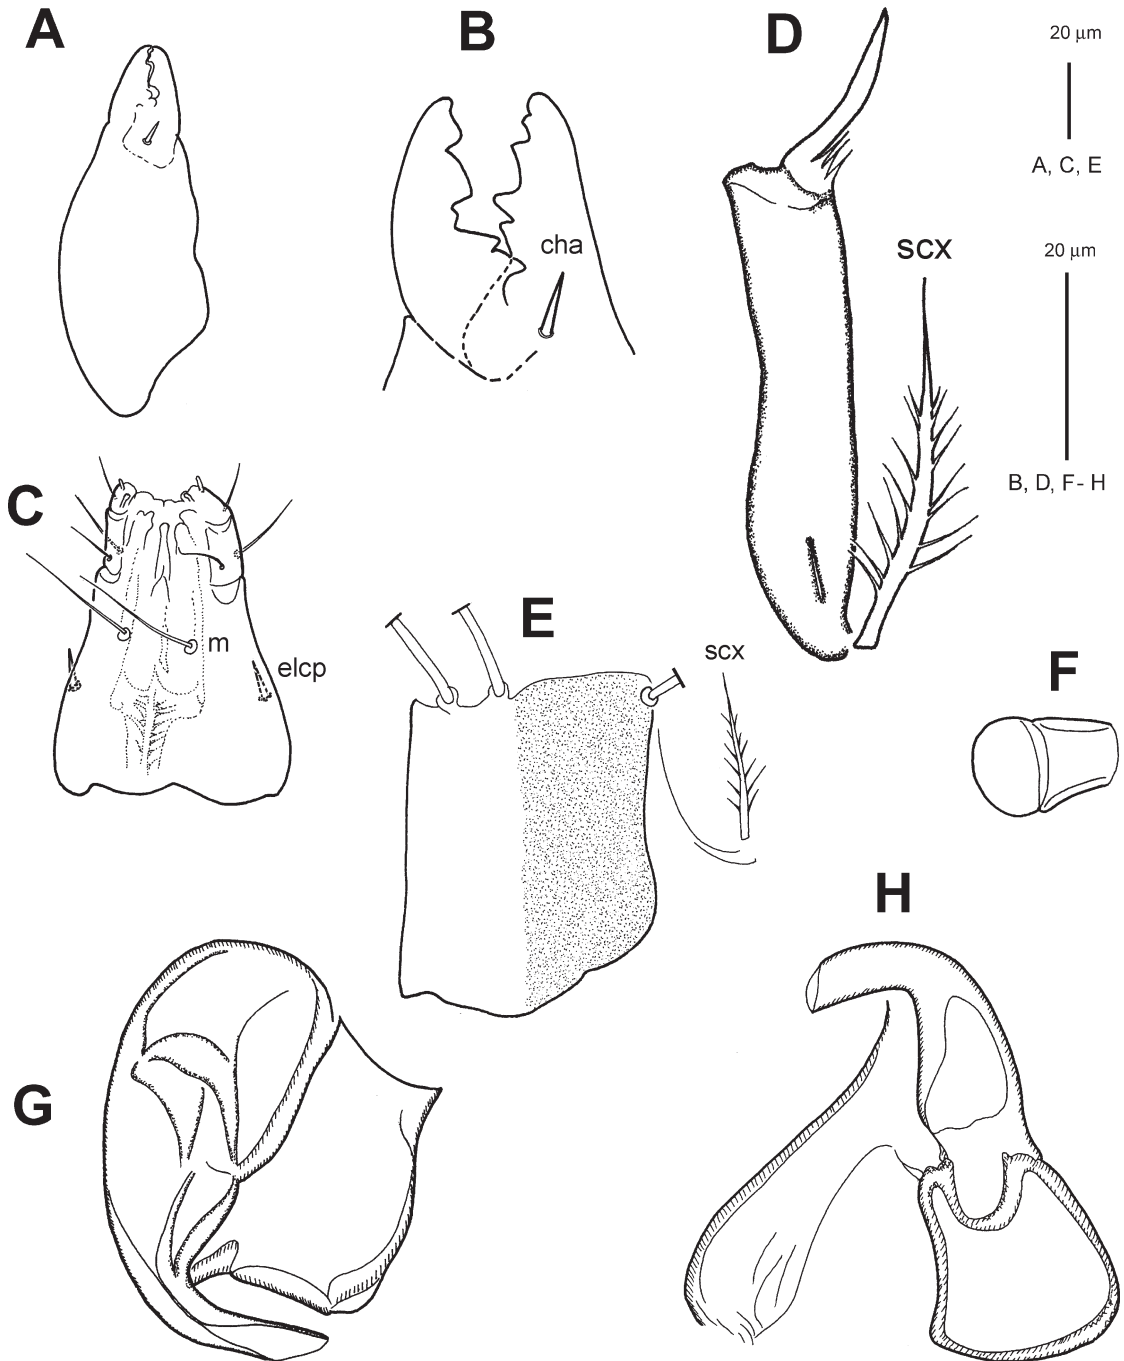 A
B
D
20 µm
A, C, E
cha
scx
20 µm
B, D, F - H
C
m
elcp
E
scx
F
H
G